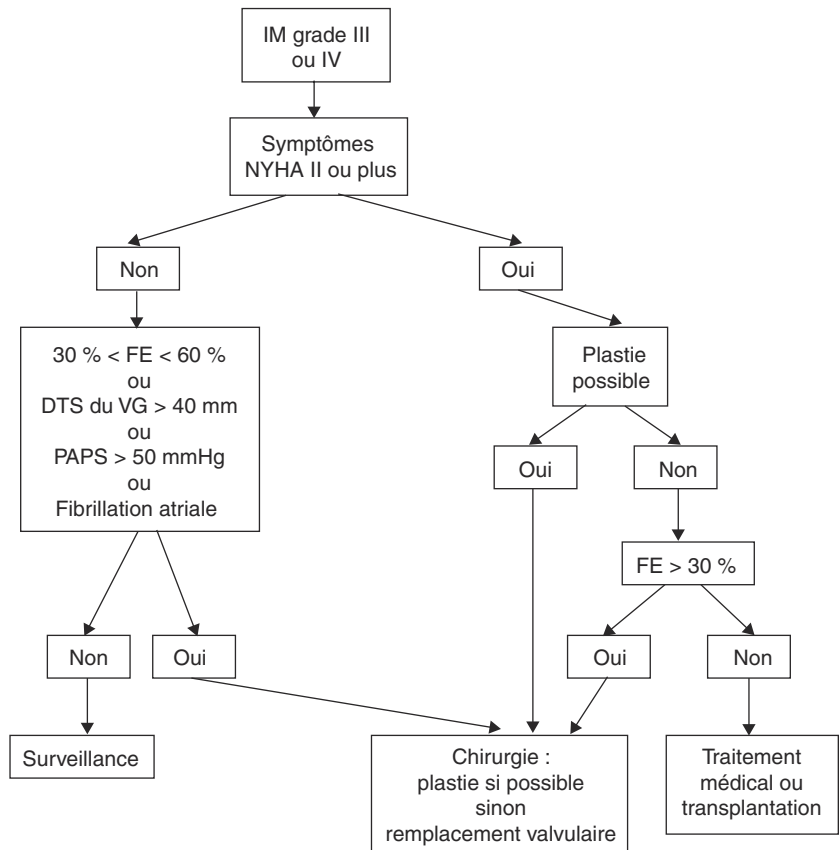 IM grade III
ou IV
Symptômes
NYHA II ou plus
Non
Oui
30 % < FE < 60 %
ou
DTS du VG > 40 mm
ou
PAPS > 50 mmHg
ou
Fibrillation atriale
Plastie
possible
Oui
Non
FE > 30 %
Non
Oui
Oui
Non
Surveillance
Chirurgie :
plastie si possible
sinon
remplacement valvulaire
Traitement
médical ou
transplantation